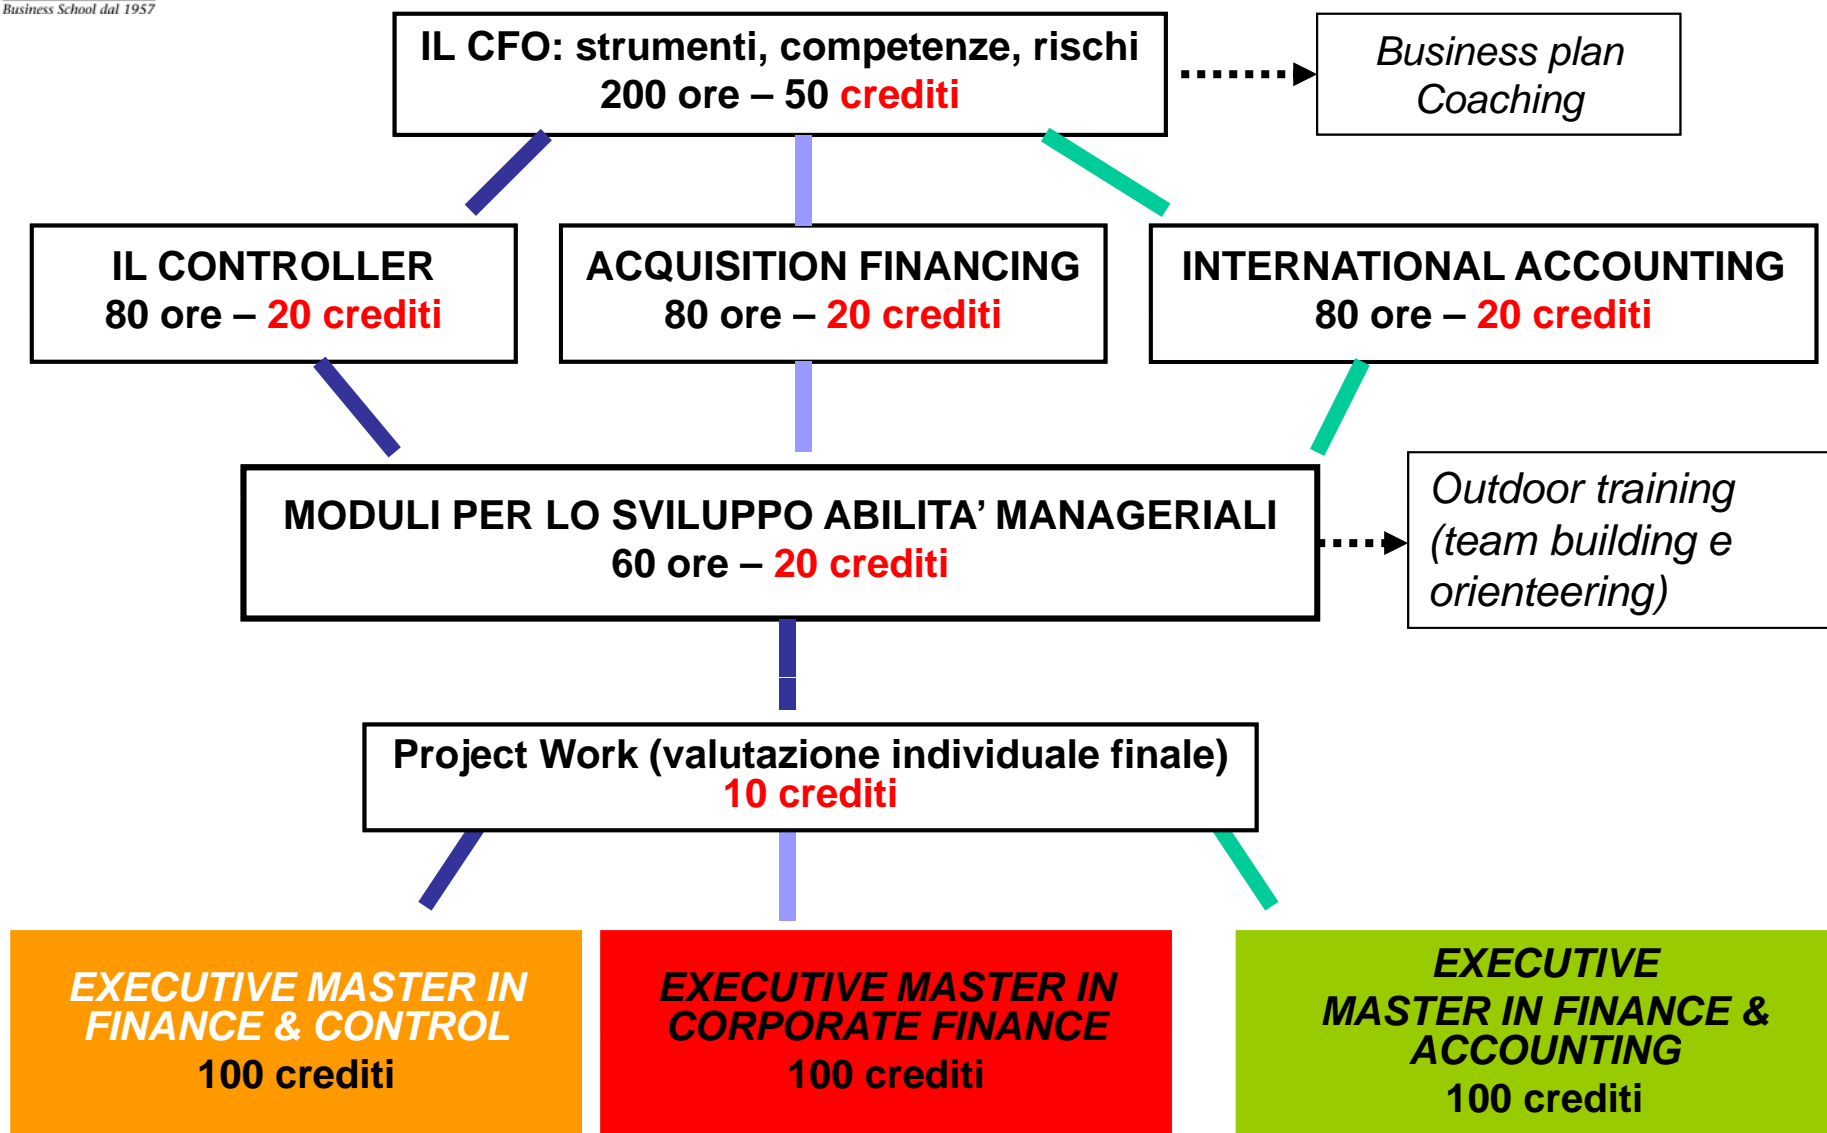 Business School dal 1957
IL CFO: strumenti, competenze, rischi
200 ore – 50 crediti
Business plan
Coaching
IL CONTROLLER
80 ore – 20 crediti
ACQUISITION FINANCING
80 ore – 20 crediti
INTERNATIONAL ACCOUNTING
80 ore – 20 crediti
MODULI PER LO SVILUPPO ABILITA’ MANAGERIALI
60 ore – 20 crediti
Outdoor training
(team building e
orienteering)
Project Work (valutazione individuale finale)
10 crediti
EXECUTIVE MASTER IN
FINANCE & CONTROL
100 crediti
EXECUTIVE MASTER IN
CORPORATE FINANCE
100 crediti
EXECUTIVE
MASTER IN FINANCE &
ACCOUNTING
100 crediti